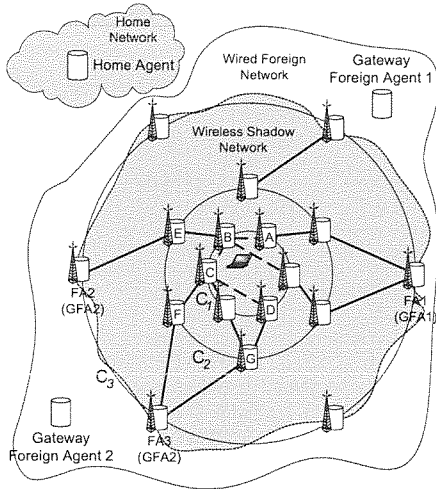 Home
Network
Home Agent
Wired Foreign
Network
Gateway
Foreign Agent 1
Wireless Shadow
Network
E
B
A
C
C1
D
F
FA2
(GFA2)
FA1
(GFA1)
C2
G
C3
Gateway
Foreign Agent 2
FA3
(GFA2)